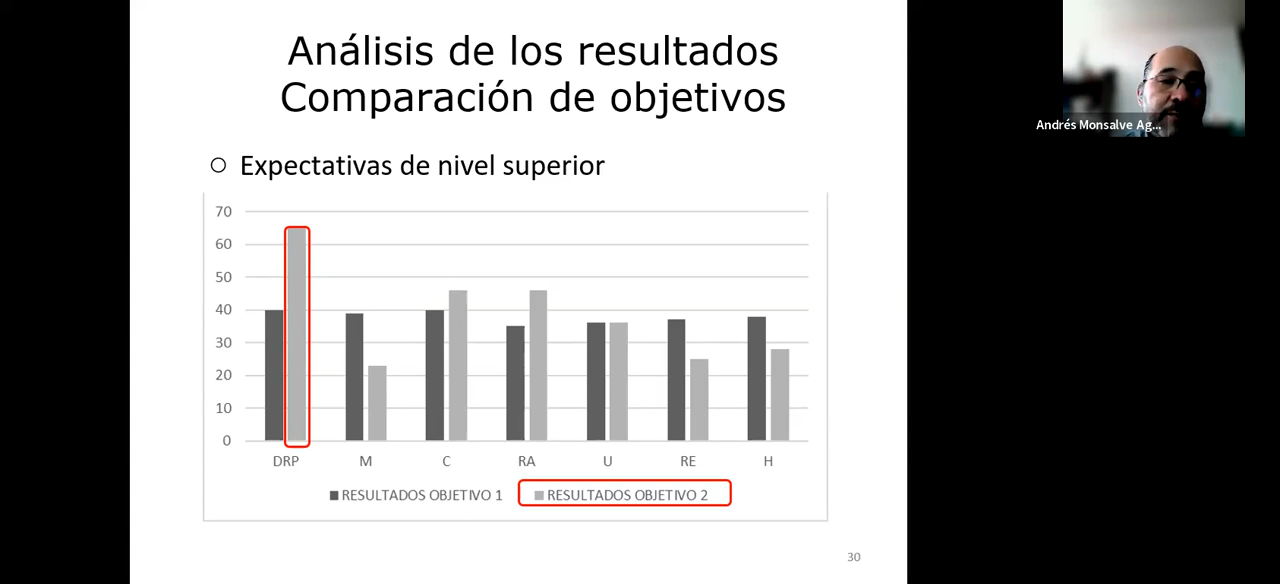 Análisis de los resultados
Comparación de objetivos
Andrés Monsalve Ag...
Expectativas de nivel superior
70
60
50
40
30
20
10
0
DRP M C RA U RE H
RESULTADOS OBJETIVO 1 RESULTADOS OBJETIVO 2
30